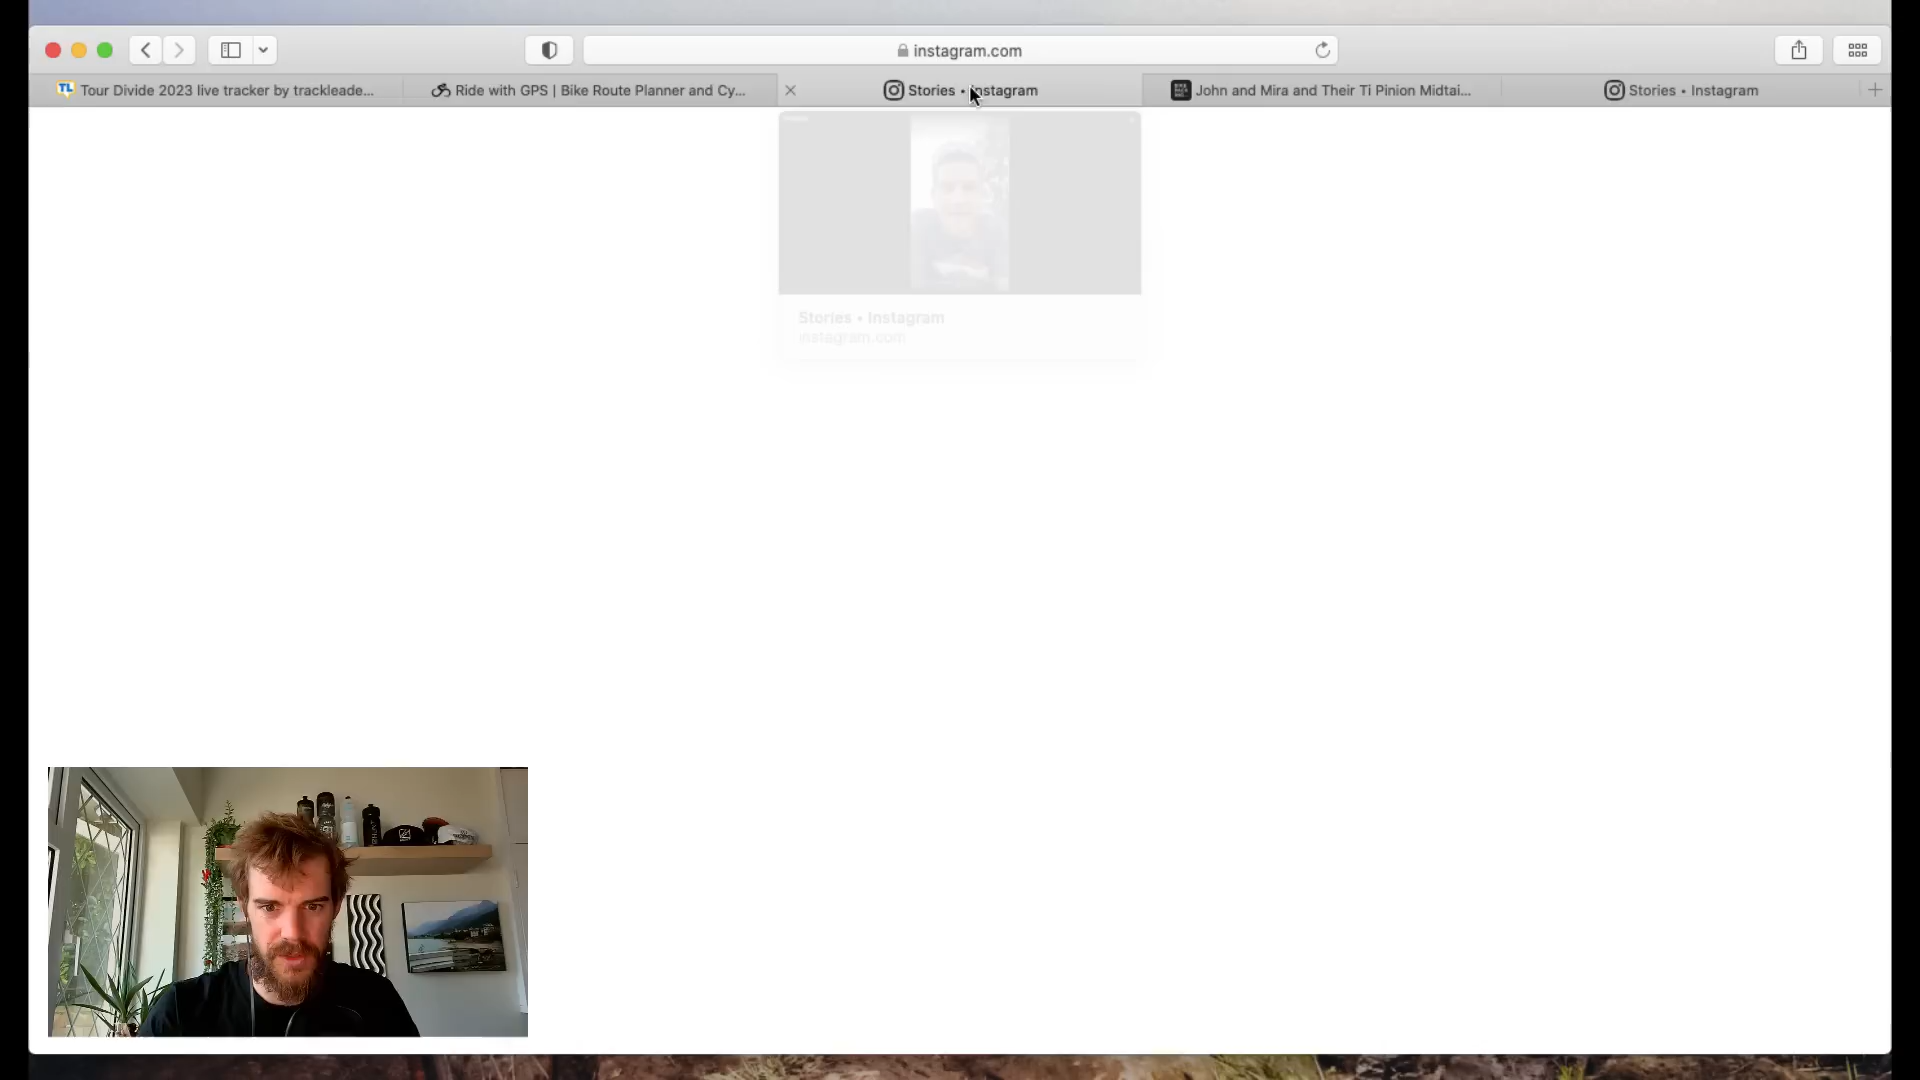 instagram.com
TL Tour Divide 2023 live tracker by trackleade...
Ride with GPS | Bike Route Planner and Cy...
Stories • Instagram
John and Mira and Their Ti Pinion Midtai...
Stories • Instagram
Stories • Instagram
instagram.com